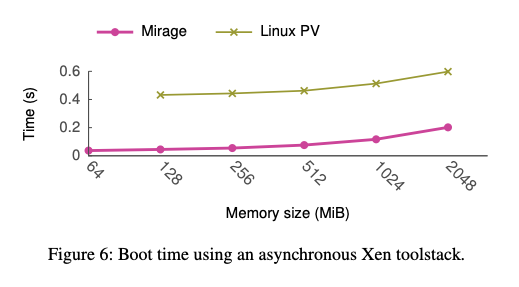 Mirage Linux PV
0.6
0.4
0.2
0
Time (s)
64 128 256 512 1024 2048
Memory size (MiB)
Figure 6: Boot time using an asynchronous Xen toolstack.